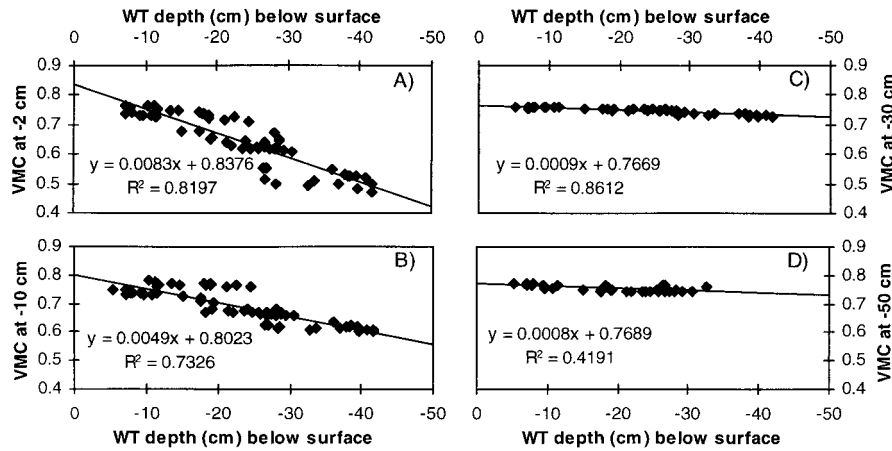 WT depth (cm) below surface WT depth (cm) below surface
0 -10 -20 -30 -40 -50 0 -10 -20 -30 -40 -50
VMC at -2 cm
0.9
0.8
0.7
0.6
0.5
0.4
A)
y = 0.0083x + 0.8376
R² = 0.8197
C)
y = 0.0009x + 0.7669
R² = 0.8612
0.9
0.8
0.7
0.6
0.5
0.4
VMC at -30 cm
VMC at -10 cm
0.9
0.8
0.7
0.6
0.5
0.4
B)
y = 0.0049x + 0.8023
R² = 0.7326
D)
y = 0.0008x + 0.7689
R² = 0.4191
0.9
0.8
0.7
0.6
0.5
0.4
VMC at -50 cm
0 -10 -20 -30 -40 -50 0 -10 -20 -30 -40 -50
WT depth (cm) below surface WT depth (cm) below surface